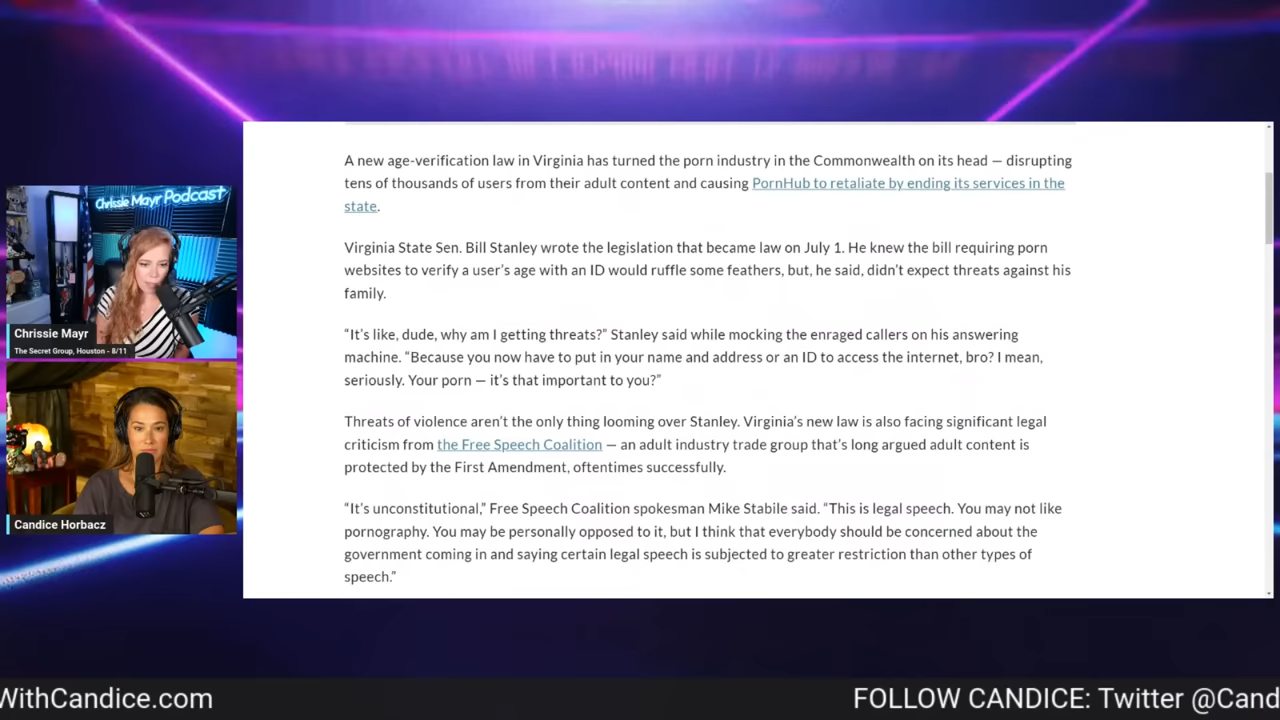 A new age-verification law in Virginia has turned the porn industry in the Commonwealth on its head — disrupting
tens of thousands of users from their adult content and causing PornHub to retaliate by ending its services in the
state.
Virginia State Sen. Bill Stanley wrote the legislation that became law on July 1. He knew the bill requiring porn
websites to verify a user's age with an ID would ruffle some feathers, but, he said, didn't expect threats against his
family.
“It's like, dude, why am I getting threats?” Stanley said while mocking the enraged callers on his answering
machine. “Because you now have to put in your name and address or an ID to access the internet, bro? I mean,
seriously. Your porn — it's that important to you?”
Threats of violence aren't the only thing looming over Stanley. Virginia's new law is also facing significant legal
criticism from the Free Speech Coalition — an adult industry trade group that's long argued adult content is
protected by the First Amendment, oftentimes successfully.
“It's unconstitutional,” Free Speech Coalition spokesman Mike Stabile said. “This is legal speech. You may not like
pornography. You may be personally opposed to it, but I think that everybody should be concerned about the
government coming in and saying certain legal speech is subjected to greater restriction than other types of
speech.”
Chrissie Mayr Podcast
Chrissie Mayr
The Secret Group, Houston - 8/11
Candice Horbacz
WithCandice.com
FOLLOW CANDICE: Twitter @Cand